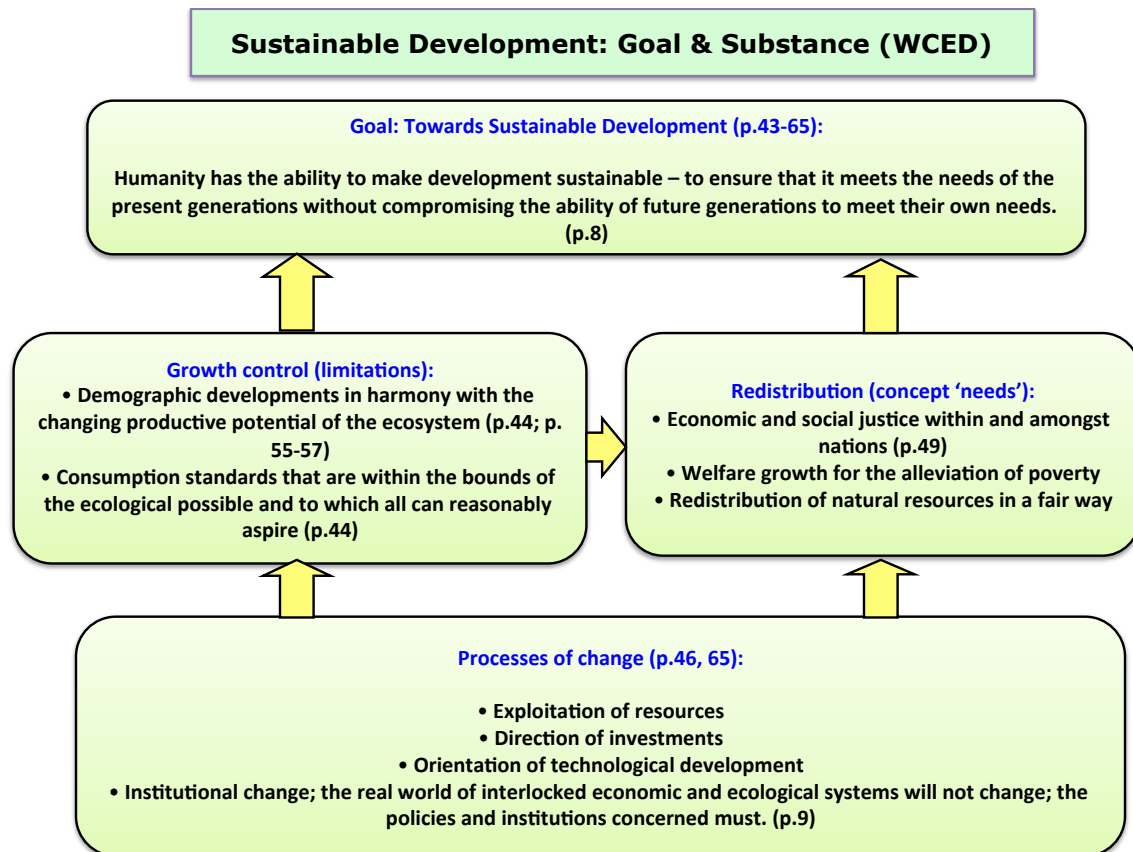 Sustainable Development: Goal & Substance (WCED)
Goal: Towards Sustainable Development (p.43-65):
Humanity has the ability to make development sustainable – to ensure that it meets the needs of the
present generations without compromising the ability of future generations to meet their own needs.
(p.8)
Growth control (limitations):
• Demographic developments in harmony with the
changing productive potential of the ecosystem (p.44; p.
55-57)
• Consumption standards that are within the bounds of
the ecological possible and to which all can reasonably
aspire (p.44)
Redistribution (concept ‘needs’):
• Economic and social justice within and amongst
nations (p.49)
• Welfare growth for the alleviation of poverty
• Redistribution of natural resources in a fair way
Processes of change (p.46, 65):
• Exploitation of resources
• Direction of investments
• Orientation of technological development
• Institutional change; the real world of interlocked economic and ecological systems will not change; the
policies and institutions concerned must. (p.9)